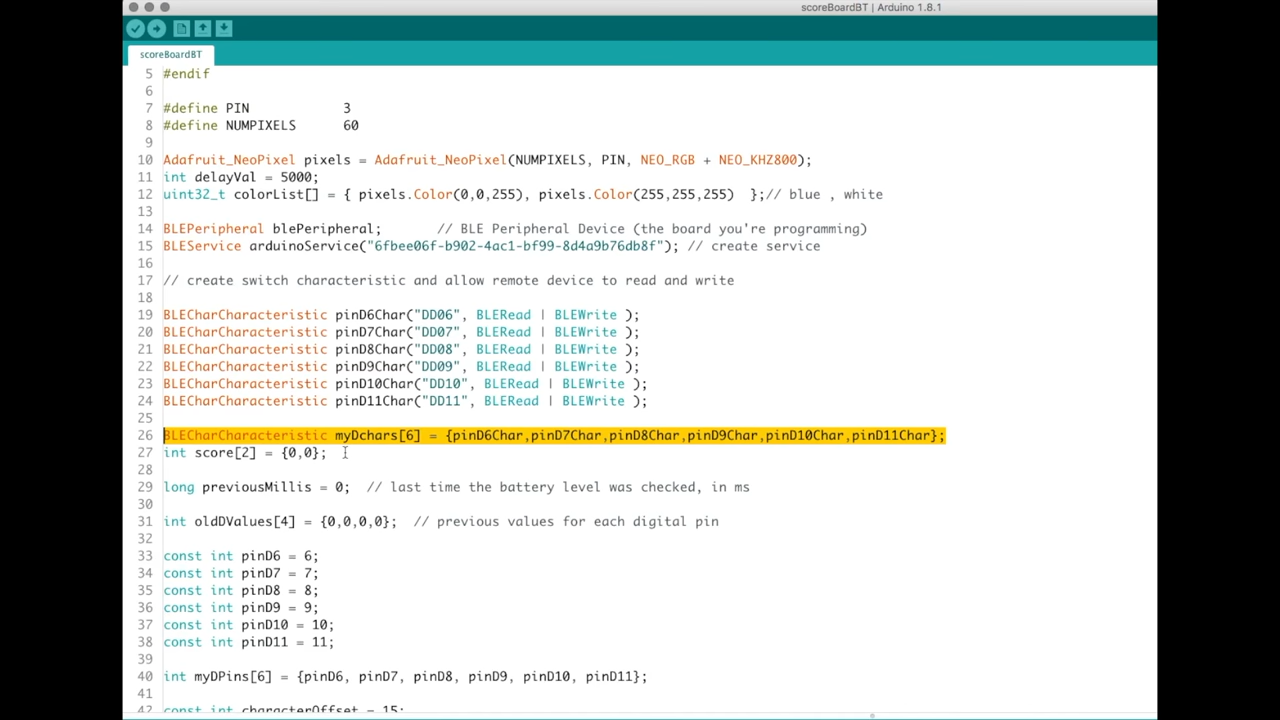 scoreBoardBT | Arduino 1.8.1
scoreBoardBT
5 #endif
6
7 #define PIN 3
8 #define NUMPIXELS 60
9
10 Adafruit_NeoPixel pixels = Adafruit_NeoPixel(NUMPIXELS, PIN, NEO_RGB + NEO_KHZ800);
11 int delayVal = 5000;
12 uint32_t colorList[] = { pixels.Color(0,0,255), pixels.Color(255,255,255) };// blue , white
13
14 BLEPeripheral blePeripheral; // BLE Peripheral Device (the board you're programming)
15 BLEService arduinoService("6fbee06f-b902-4ac1-bf99-8d4a9b76db8f"); // create service
16
17 // create switch characteristic and allow remote device to read and write
18
19 BLECharCharacteristic pinD6Char("DD06", BLERead | BLEWrite );
20 BLECharCharacteristic pinD7Char("DD07", BLERead | BLEWrite );
21 BLECharCharacteristic pinD8Char("DD08", BLERead | BLEWrite );
22 BLECharCharacteristic pinD9Char("DD09", BLERead | BLEWrite );
23 BLECharCharacteristic pinD10Char("DD10", BLERead | BLEWrite );
24 BLECharCharacteristic pinD11Char("DD11", BLERead | BLEWrite );
25
26 BLECharCharacteristic myDchars[6] = {pinD6Char,pinD7Char,pinD8Char,pinD9Char,pinD10Char,pinD11Char};
27 int score[2] = {0,0};
28
29 long previousMillis = 0; // last time the battery level was checked, in ms
30
31 int oldDValues[4] = {0,0,0,0}; // previous values for each digital pin
32
33 const int pinD6 = 6;
34 const int pinD7 = 7;
35 const int pinD8 = 8;
36 const int pinD9 = 9;
37 const int pinD10 = 10;
38 const int pinD11 = 11;
39
40 int myDPins[6] = {pinD6, pinD7, pinD8, pinD9, pinD10, pinD11};
41
42 const int characterOffset = 15;